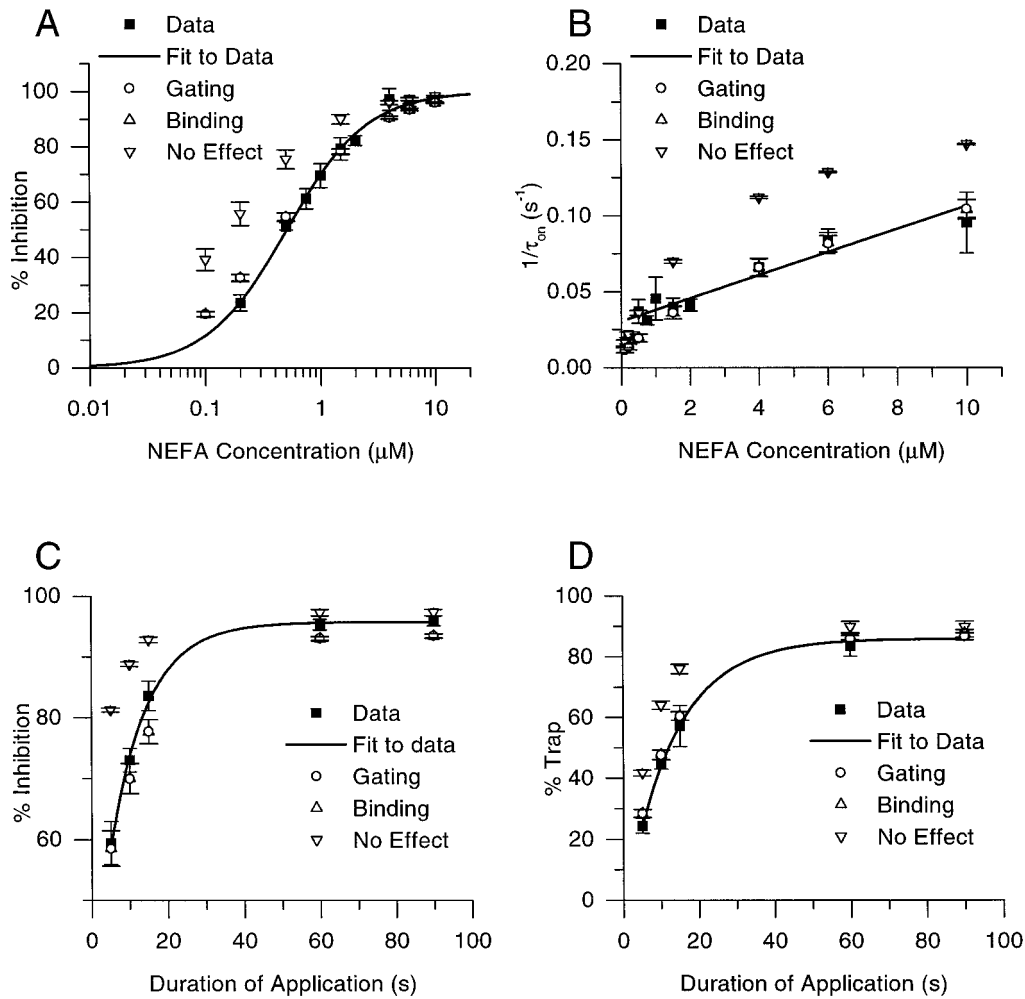 A
Data
Fit to Data
Gating
Binding
No Effect
% Inhibition
100
80
60
40
20
0
0.01
0.1
1
10
NEFA Concentration (µM)
B
Data
Fit to Data
Gating
Binding
No Effect
1/τon (s-1)
0.20
0.15
0.10
0.05
0.00
0
2
4
6
8
10
NEFA Concentration (µM)
C
% Inhibition
100
80
60
Data
Fit to data
Gating
Binding
No Effect
0
20
40
60
80
100
Duration of Application (s)
D
% Trap
100
80
60
40
20
0
Data
Fit to Data
Gating
Binding
No Effect
0
20
40
60
80
100
Duration of Application (s)